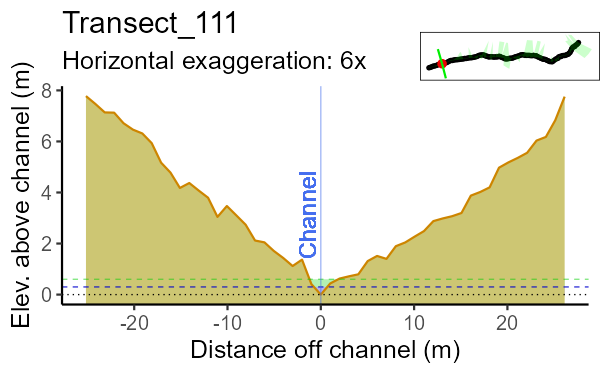 Transect_111
Horizontal exaggeration: 6x
Elev. above channel (m)
8
6
4
2
0
Channel
-20
-10
0
10
20
Distance off channel (m)